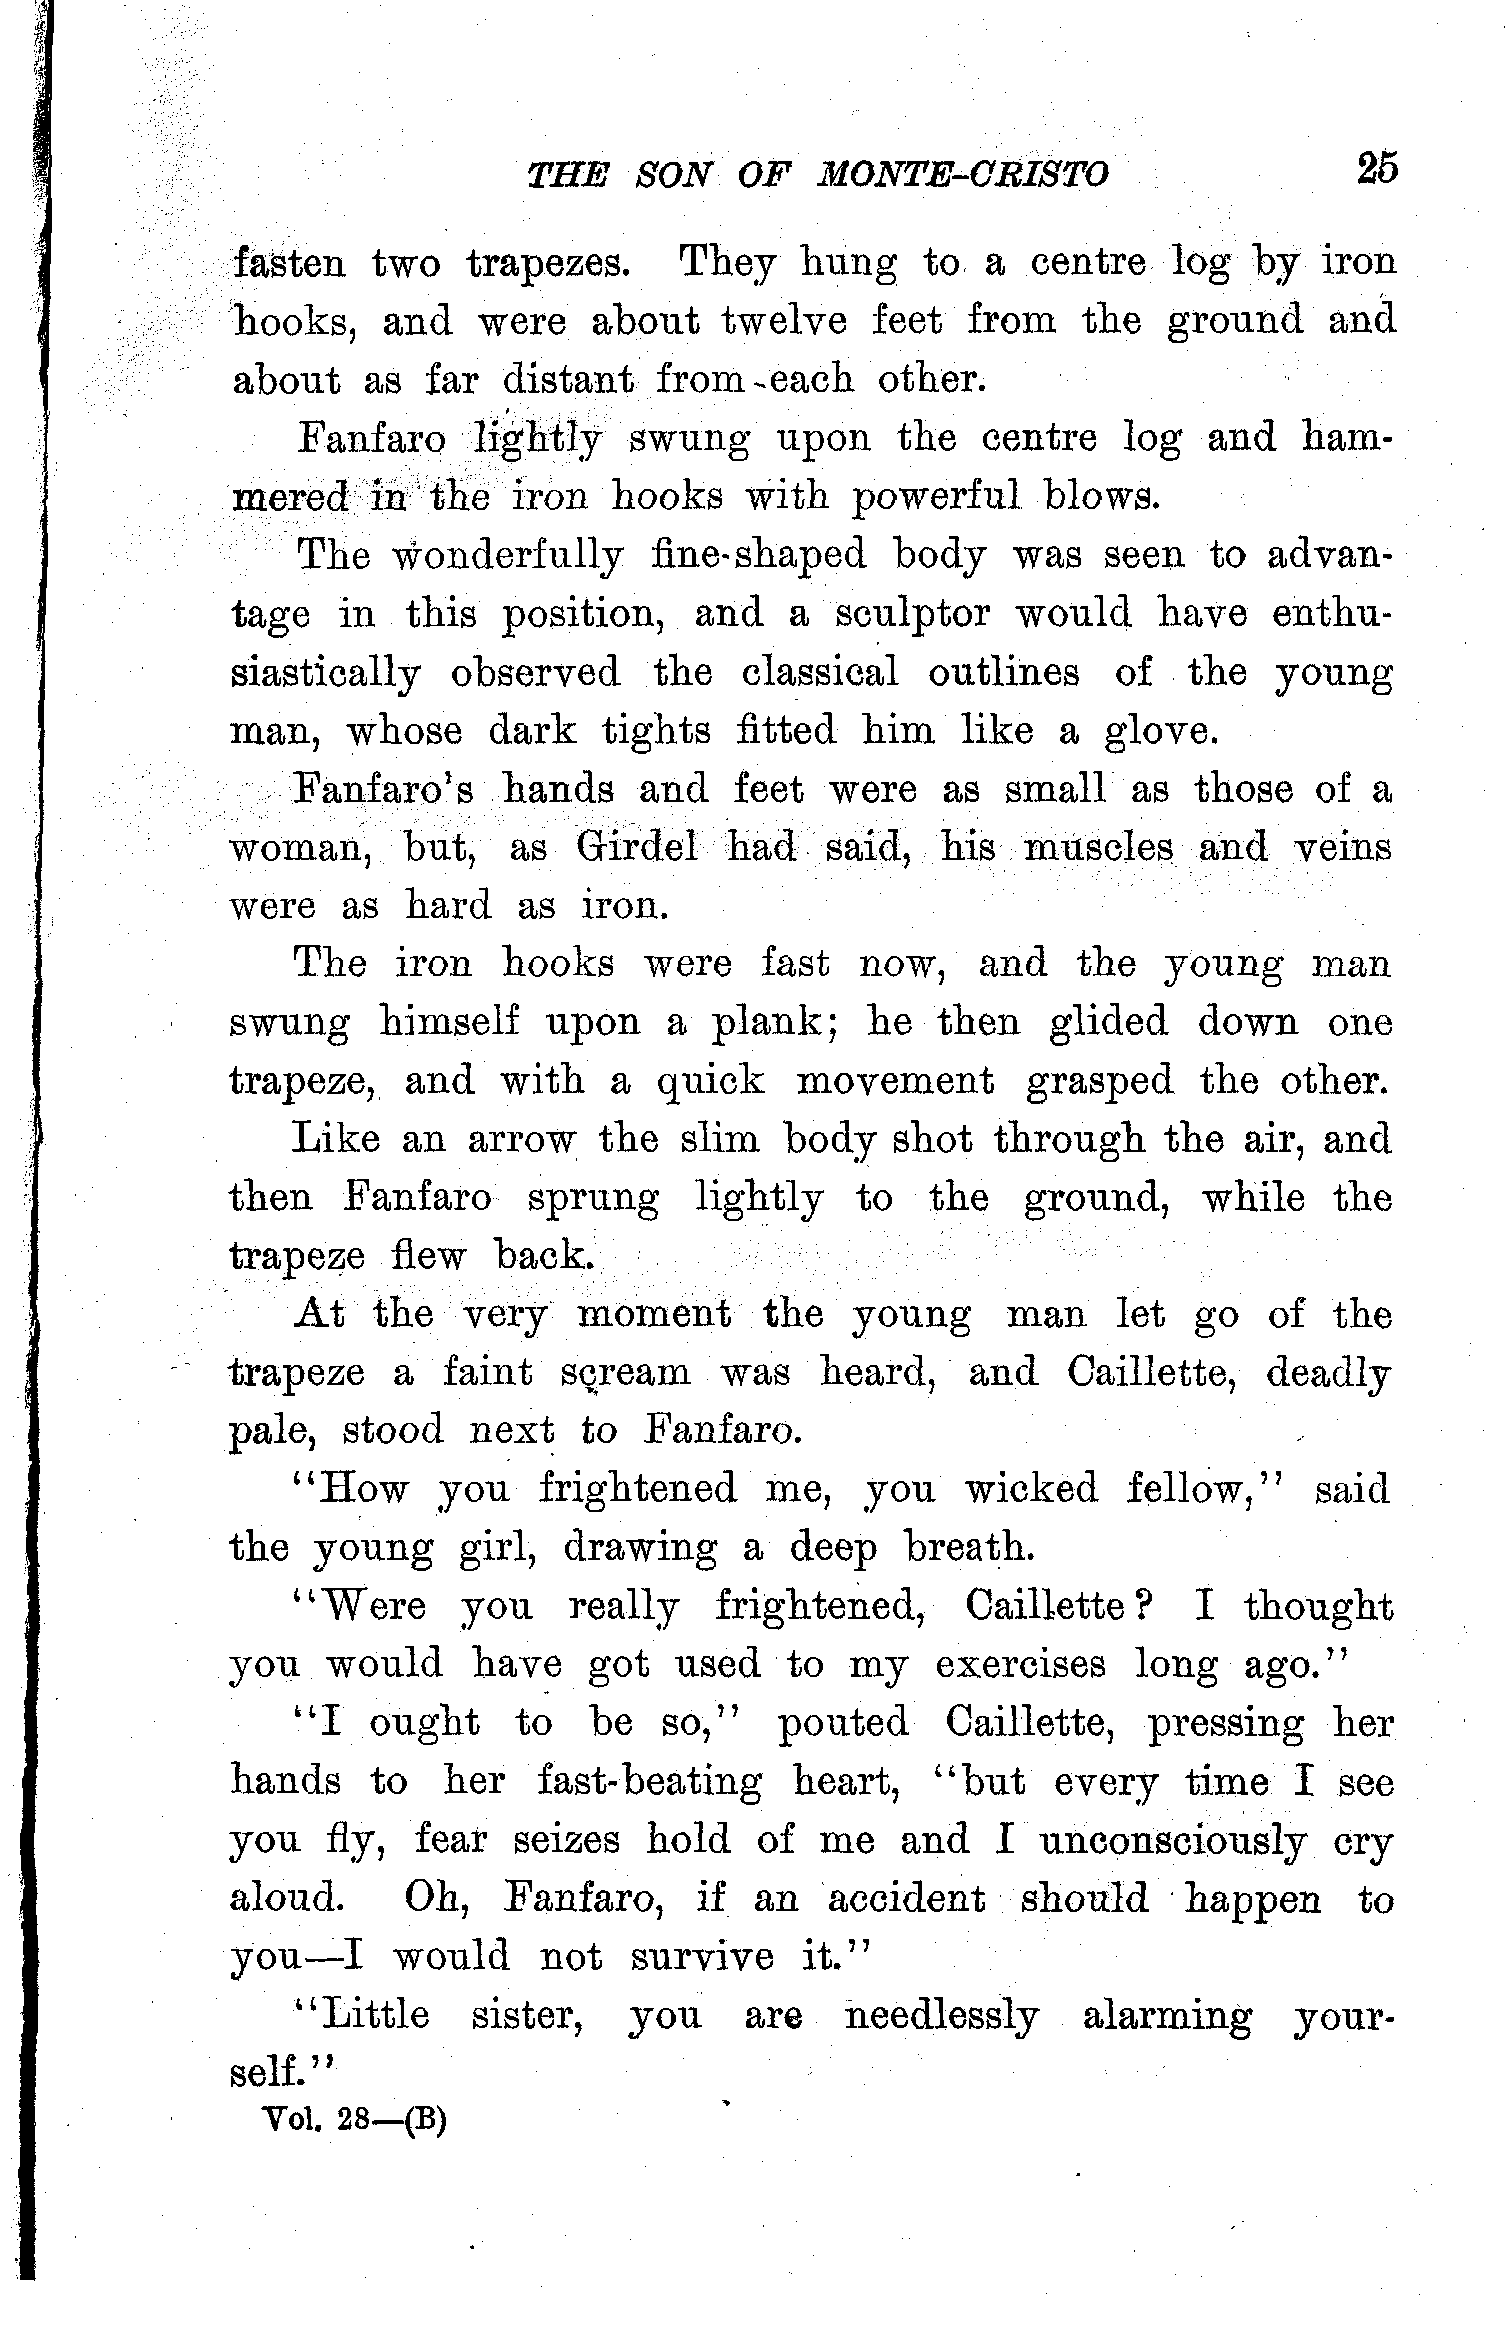 THE SON OF MONTE-CRISTO 25
fasten two trapezes. They hung to a centre log by iron
hooks, and were about twelve feet from the ground and
about as far distant from each other.
Fanfaro lightly swung upon the centre log and ham-
mered in the iron hooks with powerful blows.
The wonderfully fine-shaped body was seen to advan-
tage in this position, and a sculptor would have enthu-
siastically observed the classical outlines of the young
man, whose dark tights fitted him like a glove.
Fanfaro's hands and feet were as small as those of a
woman, but, as Girdel had said, his muscles and veins
were as hard as iron.
The iron hooks were fast now, and the young man
swung himself upon a plank; he then glided down one
trapeze, and with a quick movement grasped the other.
Like an arrow the slim body shot through the air, and
then Fanfaro sprung lightly to the ground, while the
trapeze flew back.
At the very moment the young man let go of the
trapeze a faint scream was heard, and Caillette, deadly
pale, stood next to Fanfaro.
"How you frightened me, you wicked fellow," said
the young girl, drawing a deep breath.
"Were you really frightened, Caillette? I thought
you would have got used to my exercises long ago."
"I ought to be so," pouted Caillette, pressing her
hands to her fast-beating heart, "but every time I see
you fly, fear seizes hold of me and I unconsciously cry
aloud. Oh, Fanfaro, if an accident should happen to
you—I would not survive it."
"Little sister, you are needlessly alarming your-
self."
Vol. 28—(B)